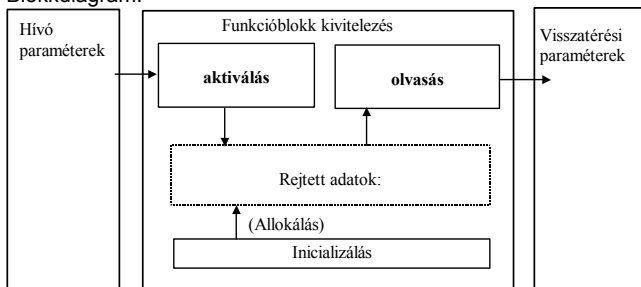 Blokkdiagram:
Hívó
paraméterek
Funkcióblokk kivitelezés
Visszatérési
paraméterek
aktiválás
olvasás
Rejtett adatok:
(Allokálás)
Inicializálás